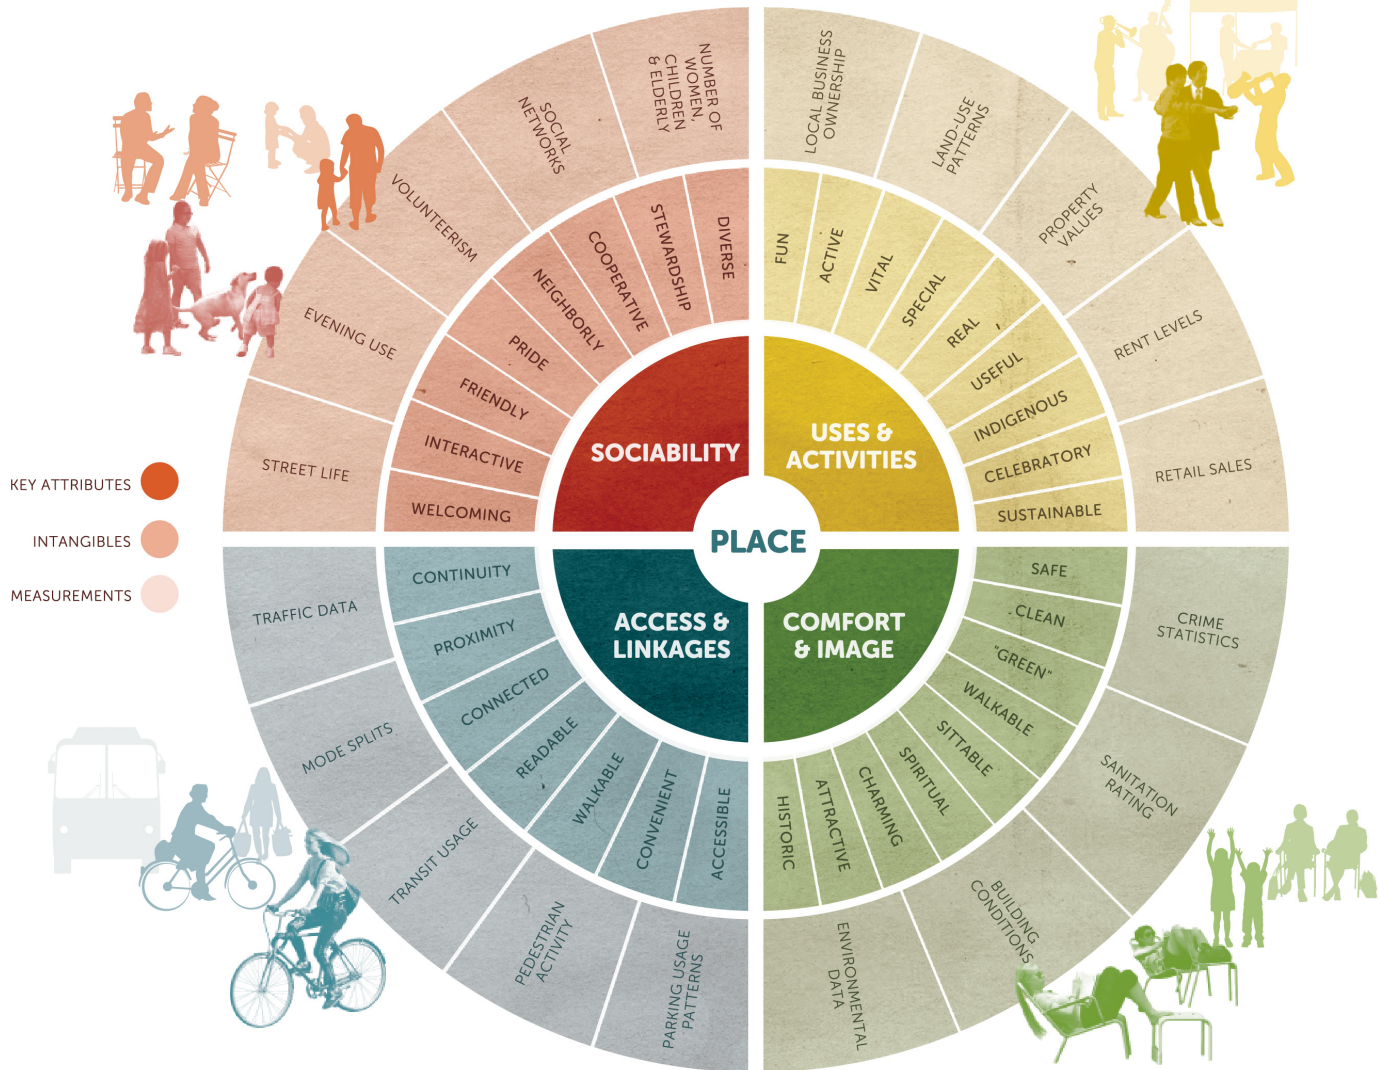 NUMBER OF
WOMEN,
CHILDREN
& ELDERLY
SOCIAL
NETWORKS
VOLUNTEERISM
EVENING USE
STREET LIFE
LOCAL BUSINESS
OWNERSHIP
LAND-USE
PATTERNS
PROPERTY
VALUES
RENT LEVELS
RETAIL SALES
DIVERSE
STEWARDSHIP
COOPERATIVE
NEIGHBORLY
PRIDE
FRIENDLY
INTERACTIVE
WELCOMING
FUN
ACTIVE
VITAL
SPECIAL
REAL
USEFUL
INDIGENOUS
CELEBRATORY
SUSTAINABLE
SOCIABILITY
USES &
ACTIVITIES
PLACE
ACCESS &
LINKAGES
COMFORT
& IMAGE
KEY ATTRIBUTES
INTANGIBLES
MEASUREMENTS
CONTINUITY
PROXIMITY
CONNECTED
READABLE
WALKABLE
CONVENIENT
ACCESSIBLE
SAFE
CLEAN
"GREEN"
WALKABLE
SITTABLE
SPIRITUAL
CHARMING
ATTRACTIVE
HISTORIC
TRAFFIC DATA
MODE SPLITS
TRANSIT USAGE
PEDESTRIAN
ACTIVITY
PARKING USAGE
PATTERNS
CRIME
STATISTICS
SANITATION
RATING
BUILDING
CONDITIONS
ENVIRONMENTAL
DATA